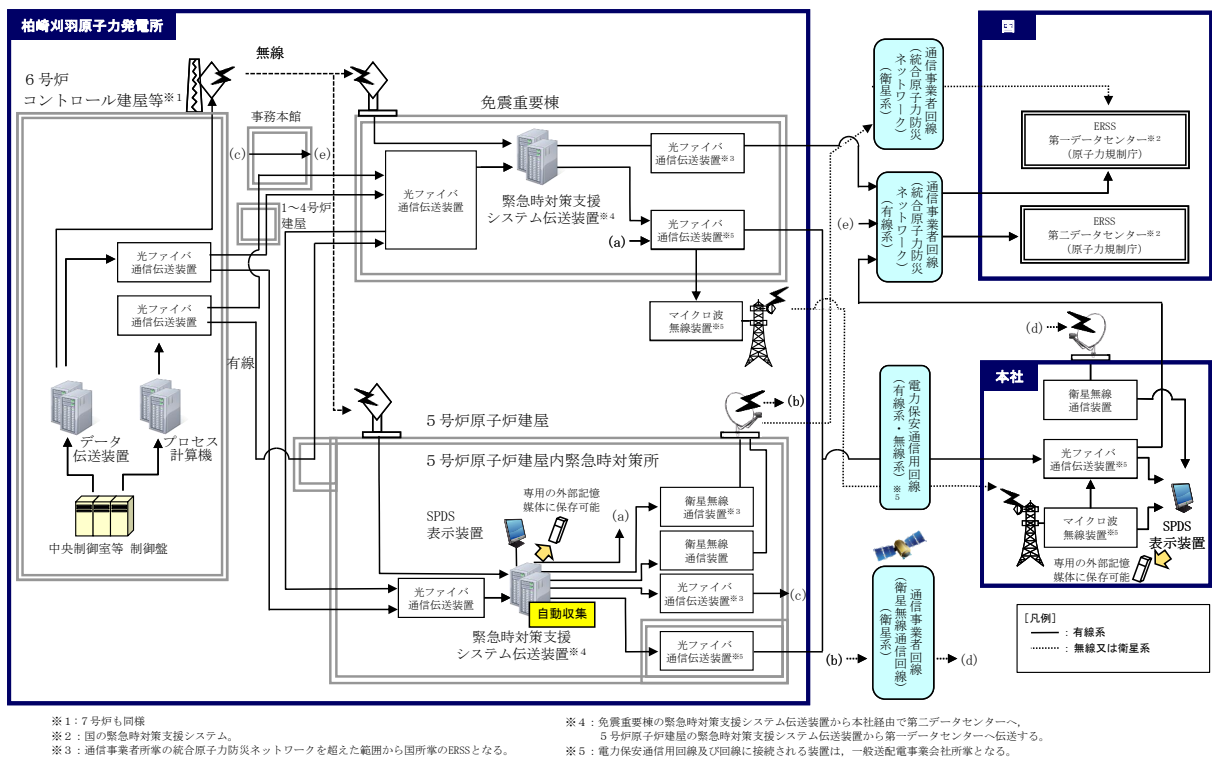 柏崎刈羽原子力発電所
6号炉
コントロール建屋等※1
無線
事務本館
(c)
(e)
1~4号炉
建屋
光ファイバ
通信伝送装置
光ファイバ
通信伝送装置
有線
データ
伝送装置
プロセス
計算機
中央制御室等 制御盤
免震重要棟
光ファイバ
通信伝送装置
緊急時対策支援
システム伝送装置※4
光ファイバ
通信伝送装置※3
(a)
光ファイバ
通信伝送装置※5
マイクロ波
無線装置※5
(b)
5号炉原子炉建屋
5号炉原子炉建屋内緊急時対策所
専用の外部記憶
媒体に保存可能
SPDS
表示装置
(a)
衛星無線
通信装置※3
衛星無線
通信装置
光ファイバ
通信伝送装置※3
(c)
光ファイバ
通信伝送装置
自動収集
緊急時対策支援
システム伝送装置※4
光ファイバ
通信伝送装置※5
通信事業者回線
(統合原子力防災
ネットワーク)
(衛星系)
通信事業者回線
(統合原子力防災
ネットワーク)
(有線系)
(e)
国
ERSS
第一データセンター※2
(原子力規制庁)
ERSS
第二データセンター※2
(原子力規制庁)
電力保安通信用回線
(有線系・無線系)※5
(d)
本社
衛星無線
通信装置
光ファイバ
通信伝送装置※5
マイクロ波
無線装置※5
SPDS
表示装置
専用の外部記憶
媒体に保存可能
通信事業者回線
(衛星無線通信回線)
(衛星系)
(b)
(d)
[凡例]
:有線系
:無線又は衛星系
※1:7号炉も同様
※2:国の緊急時対策支援システム。
※3:通信事業者所掌の統合原子力防災ネットワークを超えた範囲から国所掌のERSSとなる。
※4:免震重要棟の緊急時対策支援システム伝送装置から本社経由で第二データセンターへ,
5号炉原子炉建屋の緊急時対策支援システム伝送装置から第一データセンターへ伝送する。
※5:電力保安通信用回線及び回線に接続される装置は,一般送配電事業会社所掌となる。